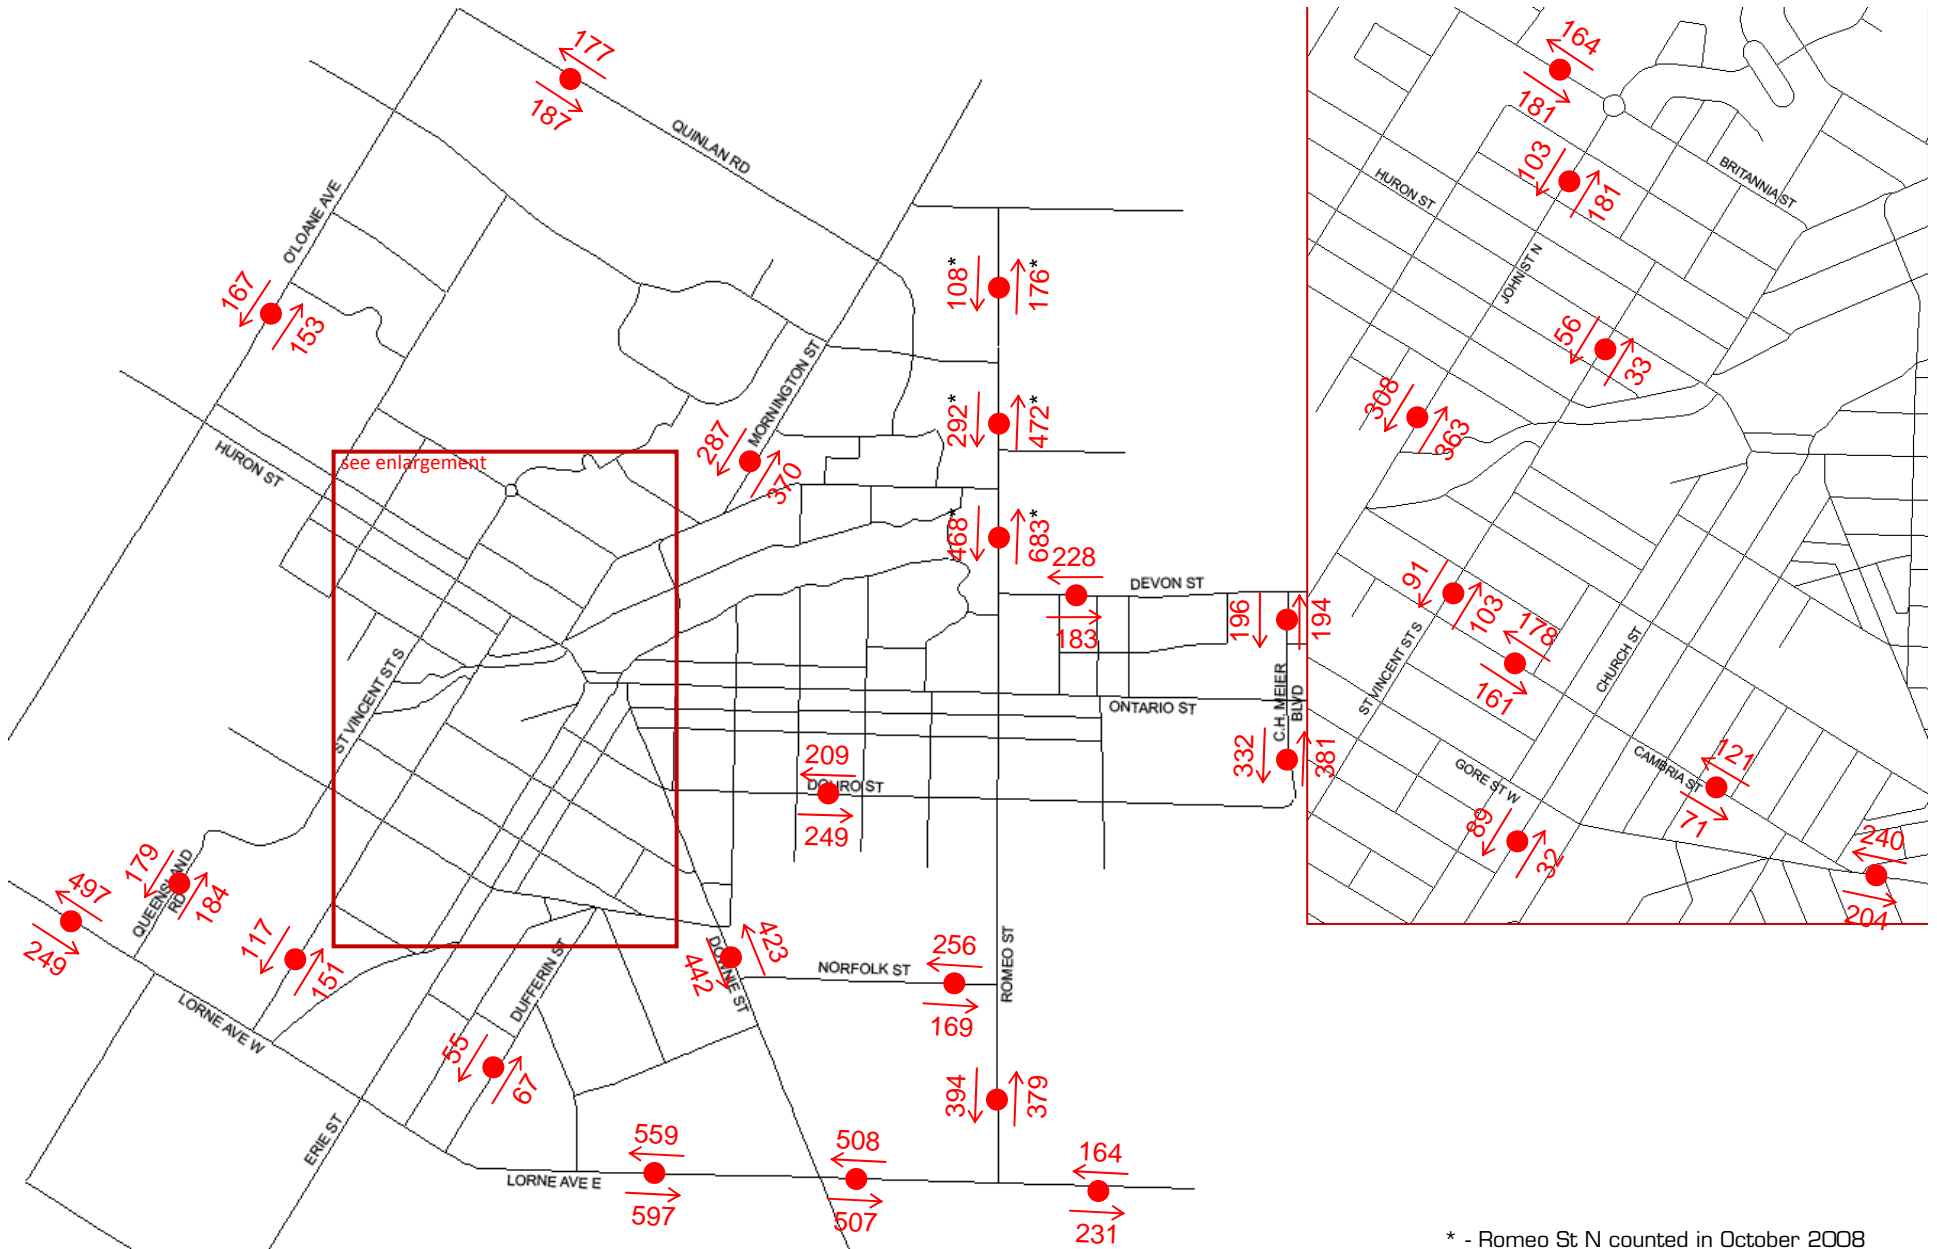 177
187
QUINLAN RD
O'LOANE AVE
167
153
108*
176*
MORNINGTON ST
292*
472*
287
370
HURON ST
see enlargement
468*
683*
228
183
DEVON ST
196
194
ST VINCENT ST S
C.H. MEIER
BLVD
ONTARIO ST
332
381
209
DOURO ST
249
179
184
QUEENSLAND
RD
497
249
117
151
LORNE AVE W
DUFFERIN ST
423
442
DOWNIE ST
NORFOLK ST
256
169
ROMEO ST
55
67
394
379
ERIE ST
559
597
LORNE AVE E
508
507
164
231
164
181
103
181
BRITANNIA ST
HURON ST
JOHN ST N
56
33
308
363
91
103
178
161
ST VINCENT ST S
CHURCH ST
GORE ST W
CAMBRIA ST
121
71
89
32
240
204
* - Romeo St N counted in October 2008